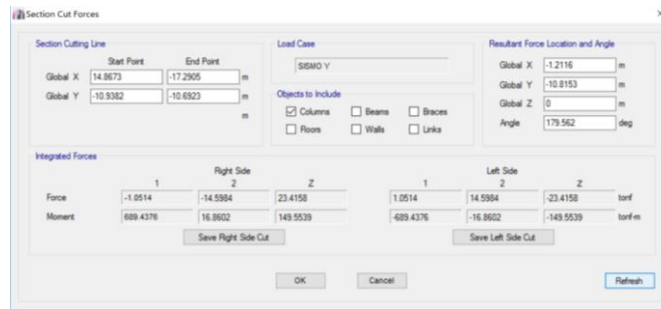 Section Cut Forces
Section Cutting Line
Start Point End Point
Global X 14.8673 -17.2905 m
Global Y -10.9382 -10.6923 m
m
Load Case
SISMO Y
Objects to Include
Columns Beams Braces
Floors Walls Links
Resultant Force Location and Angle
Global X -1.2116 m
Global Y -10.8153 m
Global Z 0 m
Angle 179.562 deg
Integrated Forces
Right Side Left Side
1 2 Z 1 2 Z
Force -1.0514 -14.5984 23.4158 1.0514 14.5984 -23.4158 tonf
Moment 689.4376 16.8602 149.5539 -689.4376 -16.8602 -149.5539 tonf-m
Save Right Side Cut Save Left Side Cut
OK Cancel Refresh